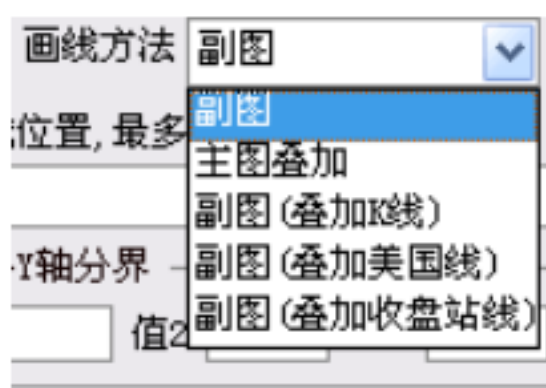 画线方法 副图
副图
位置, 最多
主图叠加
副图(叠加K线)
Y轴分界
副图(叠加美国线)
值2
副图(叠加收盘站线)